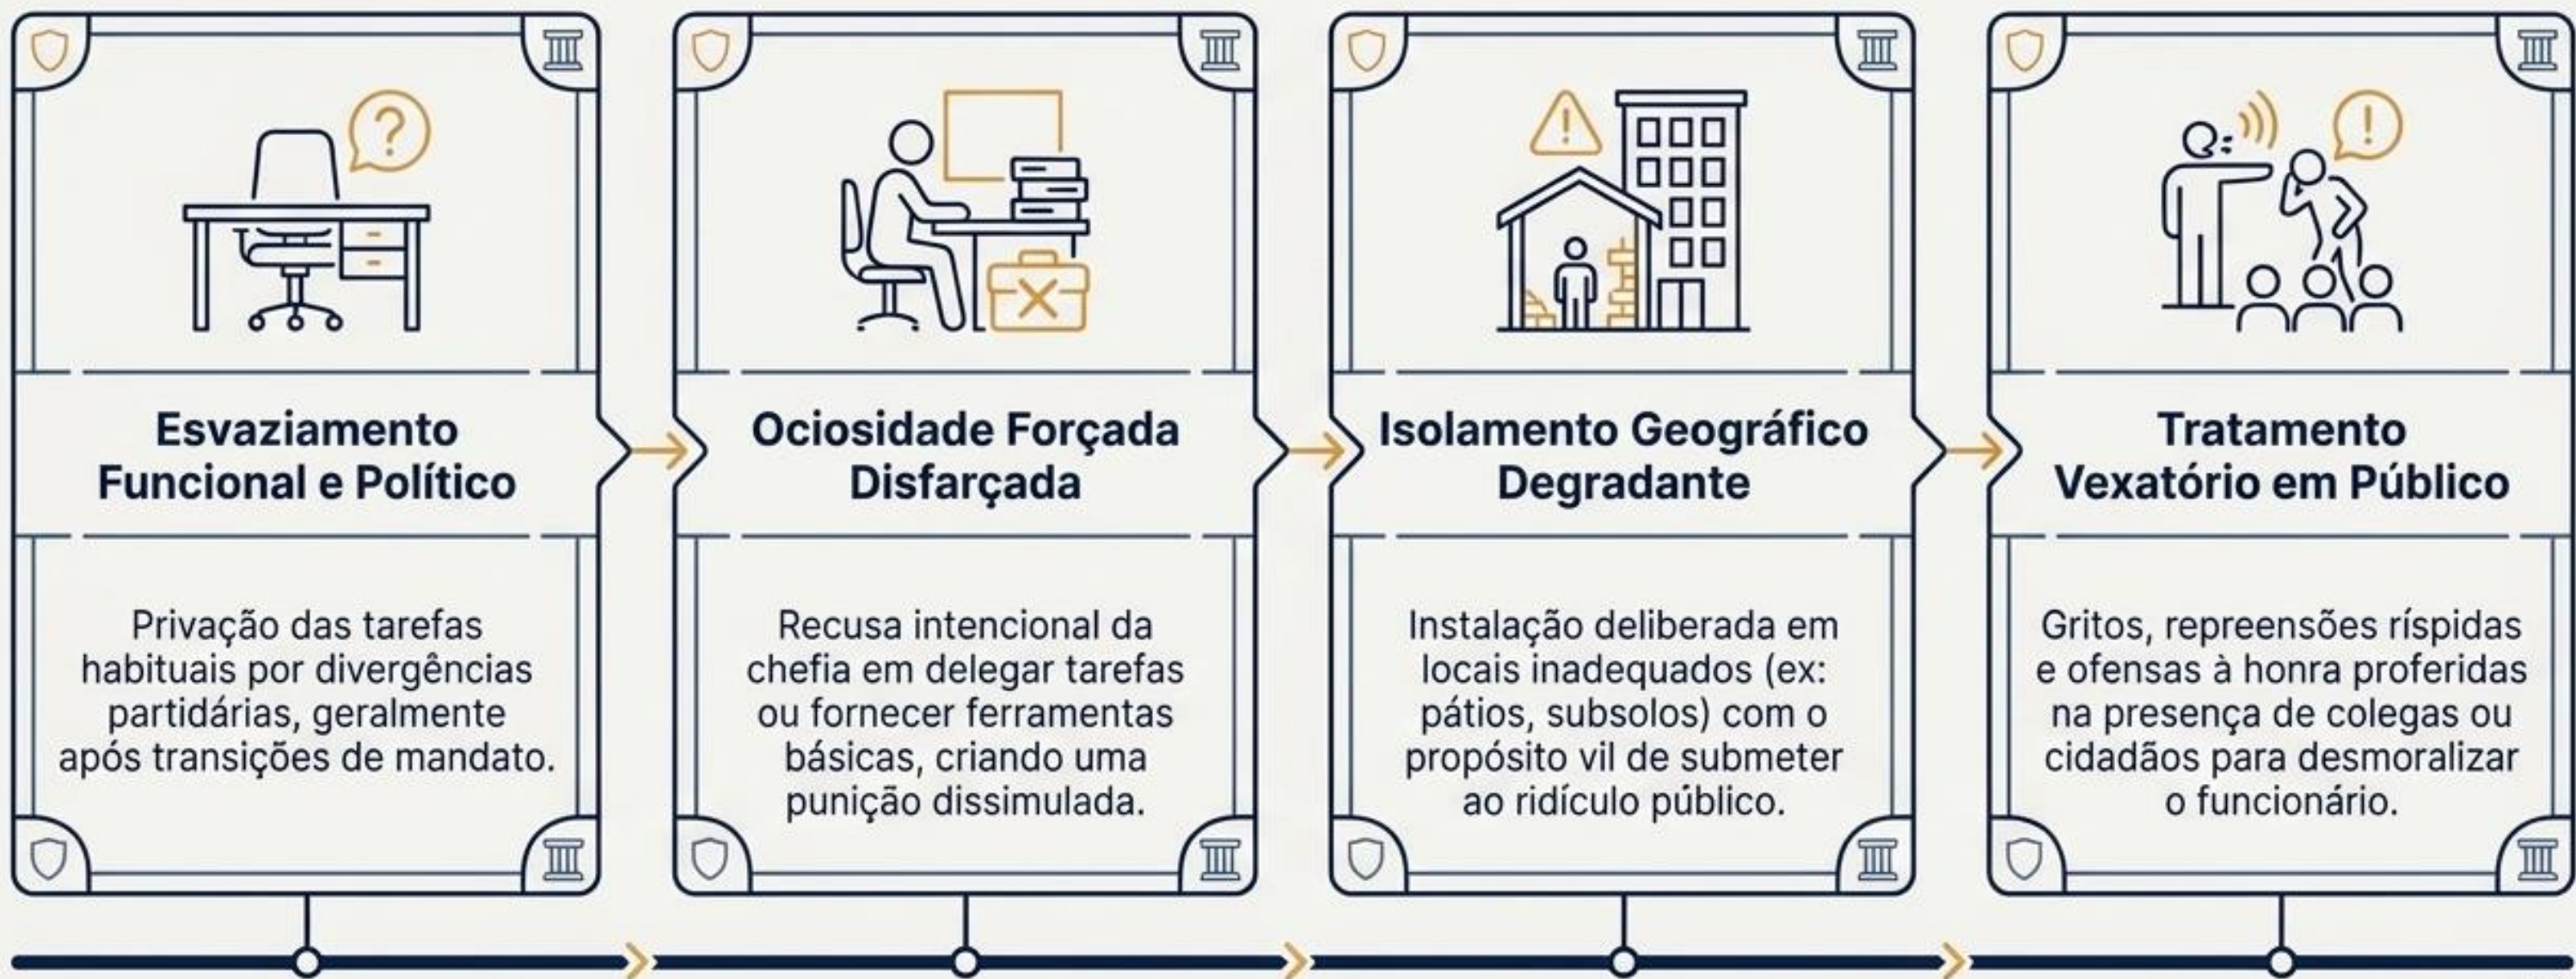 Esvaziamento
Funcional e Político
Privação das tarefas
habituais por divergências
partidárias, geralmente
após transições de mandato.
Ociosidade Forçada
Disfarçada
Recusa intencional da
chefia em delegar tarefas
ou fornecer ferramentas
básicas, criando uma
punição dissimulada.
Isolamento Geográfico
Degradante
Instalação deliberada em
locais inadequados (ex:
pátios, subsolos) com o
propósito vil de submeter
ao ridículo público.
Tratamento
Vexatório em Público
Gritos, repreensões ríspidas
e ofensas à honra proferidas
na presença de colegas ou
cidadãos para desmoralizar
o funcionário.